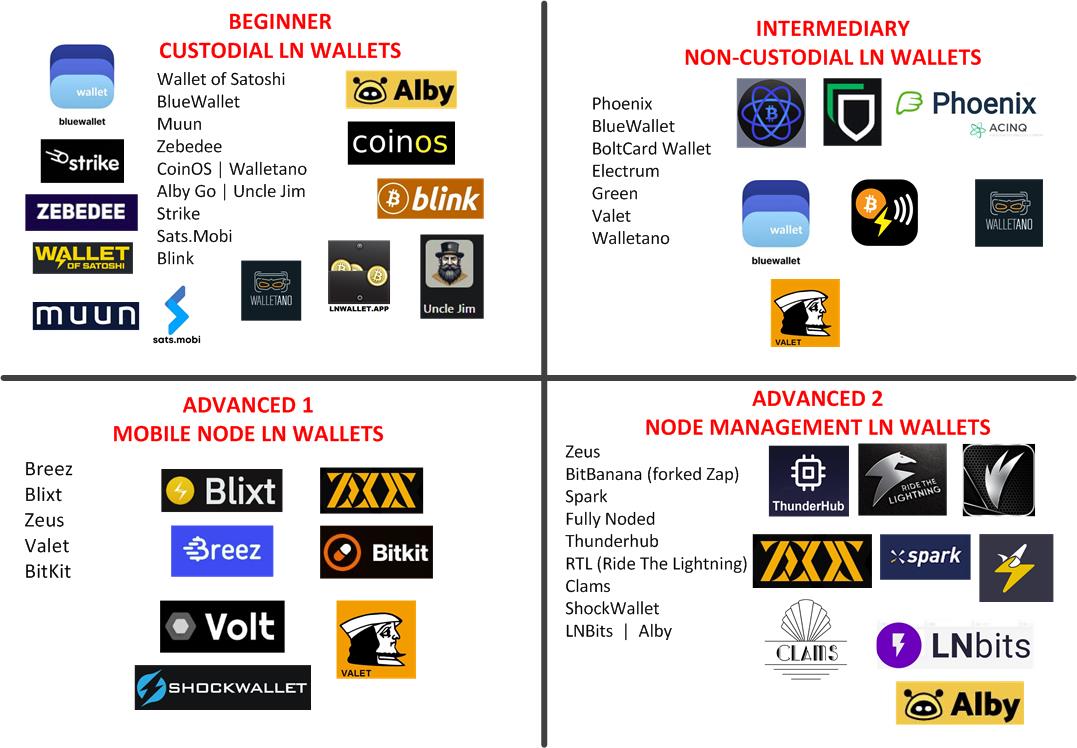 BEGINNER
CUSTODIAL LN WALLETS
wallet
bluewallet
strike
ZEBEDEE
WALLET
OF SATOSHI
muun
sats.mobi
Wallet of Satoshi
BlueWallet
Muun
Zebedee
CoinOS | Walletano
Alby Go | Uncle Jim
Strike
Sats.Mobi
Blink
Alby
coinos
blink
WALLETANO
LNWALLET.APP
Uncle Jim
INTERMEDIARY
NON-CUSTODIAL LN WALLETS
Phoenix
BlueWallet
BoltCard Wallet
Electrum
Green
Valet
Walletano
Phoenix
ACINQ
wallet
bluewallet
WALLETANO
VALET
ADVANCED 1
MOBILE NODE LN WALLETS
Breez
Blixt
Zeus
Valet
BitKit
Blixt
Breez
Bitkit
Volt
VALET
SHOCKWALLET
ADVANCED 2
NODE MANAGEMENT LN WALLETS
Zeus
BitBanana (forked Zap)
Spark
Fully Noded
Thunderhub
RTL (Ride The Lightning)
Clams
ShockWallet
LNBits | Alby
ThunderHub
RIDE THE
LIGHTNING
spark
CLAMS
LNbits
Alby